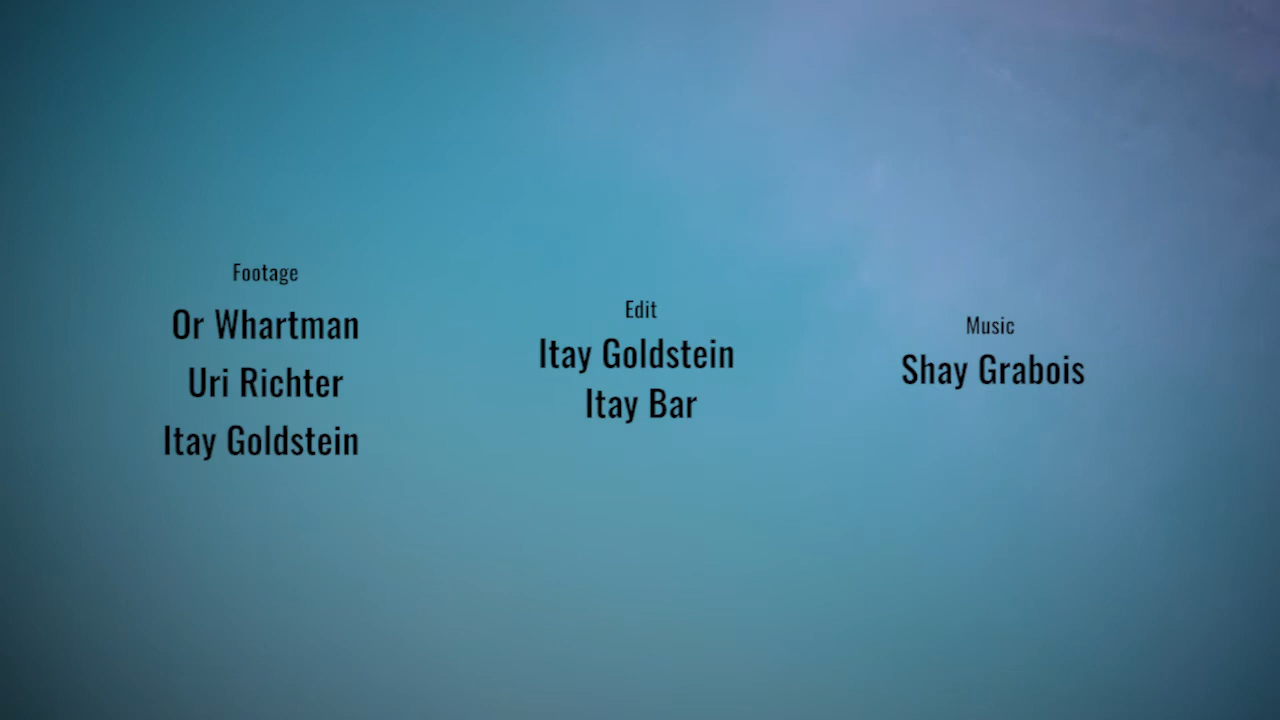 Footage
Or Whartman
Uri Richter
Itay Goldstein
Edit
Itay Goldstein
Itay Bar
Music
Shay Grabois